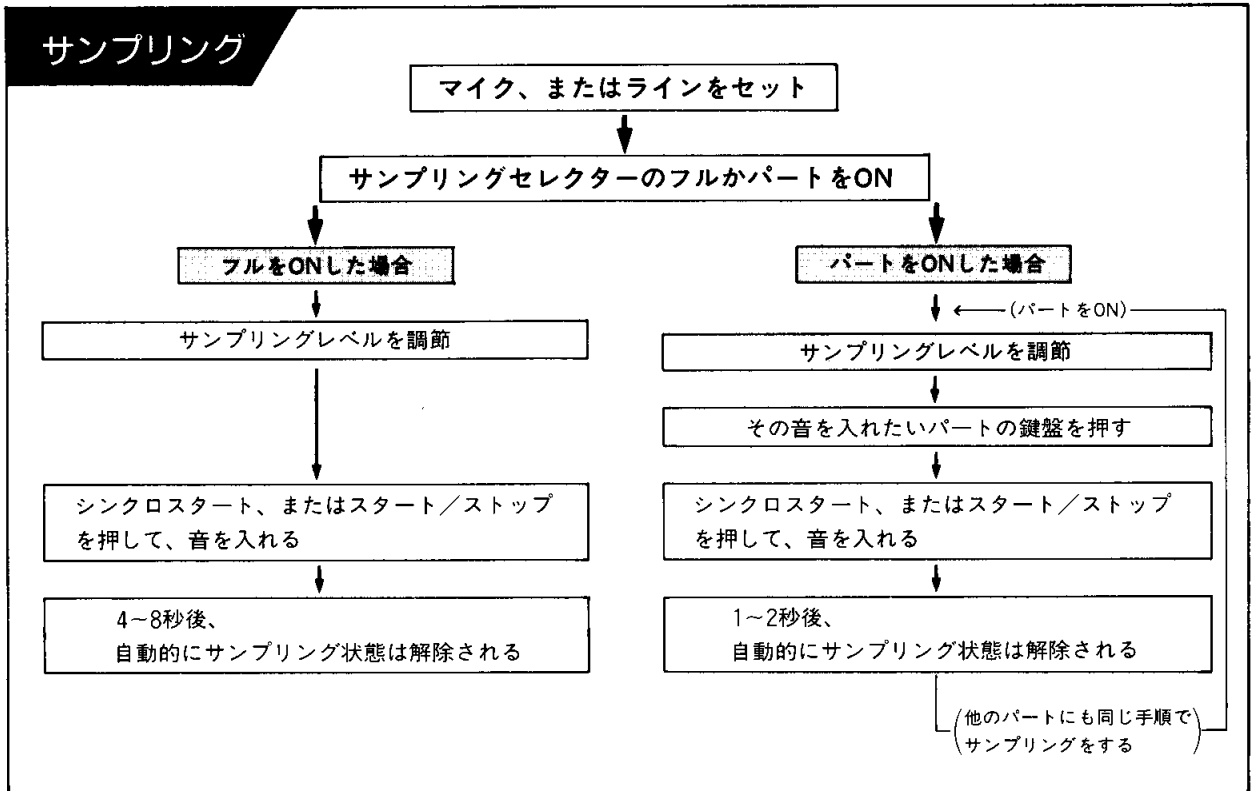 サンプリング
マイク、またはラインをセット
サンプリングセレクターのフルかパートをON
フルをONした場合
サンプリングレベルを調節
シンクロスタート、またはスタート／ストップ
を押して、音を入れる
4〜8秒後、
自動的にサンプリング状態は解除される
パートをONした場合
(パートをON)
サンプリングレベルを調節
その音を入れたいパートの鍵盤を押す
シンクロスタート、またはスタート／ストップ
を押して、音を入れる
1〜2秒後、
自動的にサンプリング状態は解除される
(他のパートにも同じ手順で
サンプリングをする)